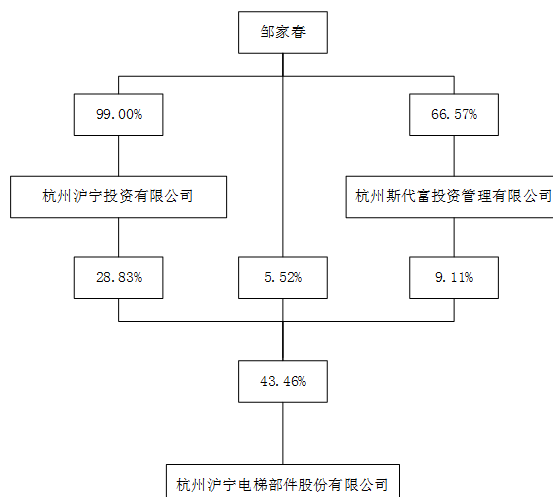 邹家春
99.00%
66.57%
杭州沪宁投资有限公司
杭州斯代富投资管理有限公司
28.83%
5.52%
9.11%
43.46%
杭州沪宁电梯部件股份有限公司